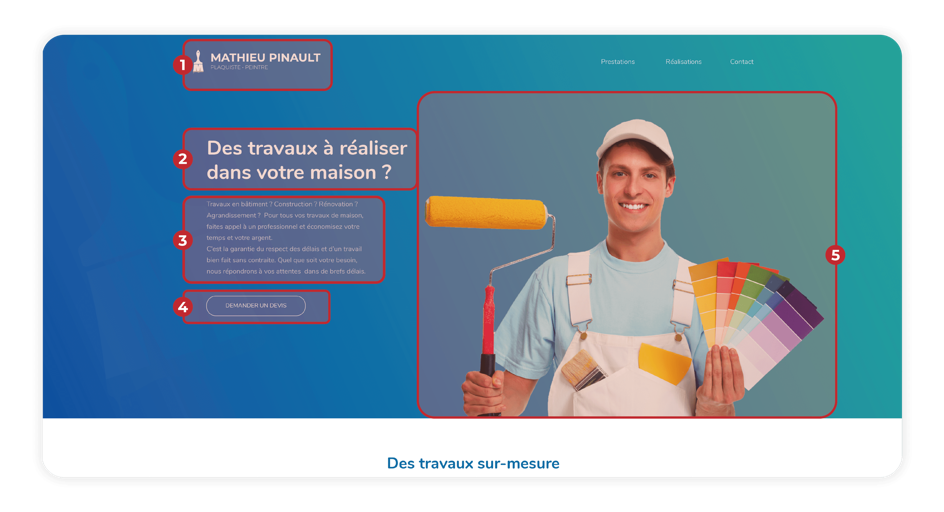 1
MATHIEU PINAULT
PLAQUISTE - PEINTRE
Prestations
Réalisations
Contact
2
Des travaux à réaliser
dans votre maison ?
3
Travaux en bâtiment ? Construction ? Rénovation ?
Agrandissement ? Pour tous vos travaux de maison,
faites appel à un professionnel et économisez votre
temps et votre argent.
C'est la garantie du respect des délais et d'un travail
bien fait sans contraite. Quel que soit votre besoin,
nous répondrons à vos attentes dans de brefs délais.
4
DEMANDER UN DEVIS
5
Des travaux sur-mesure